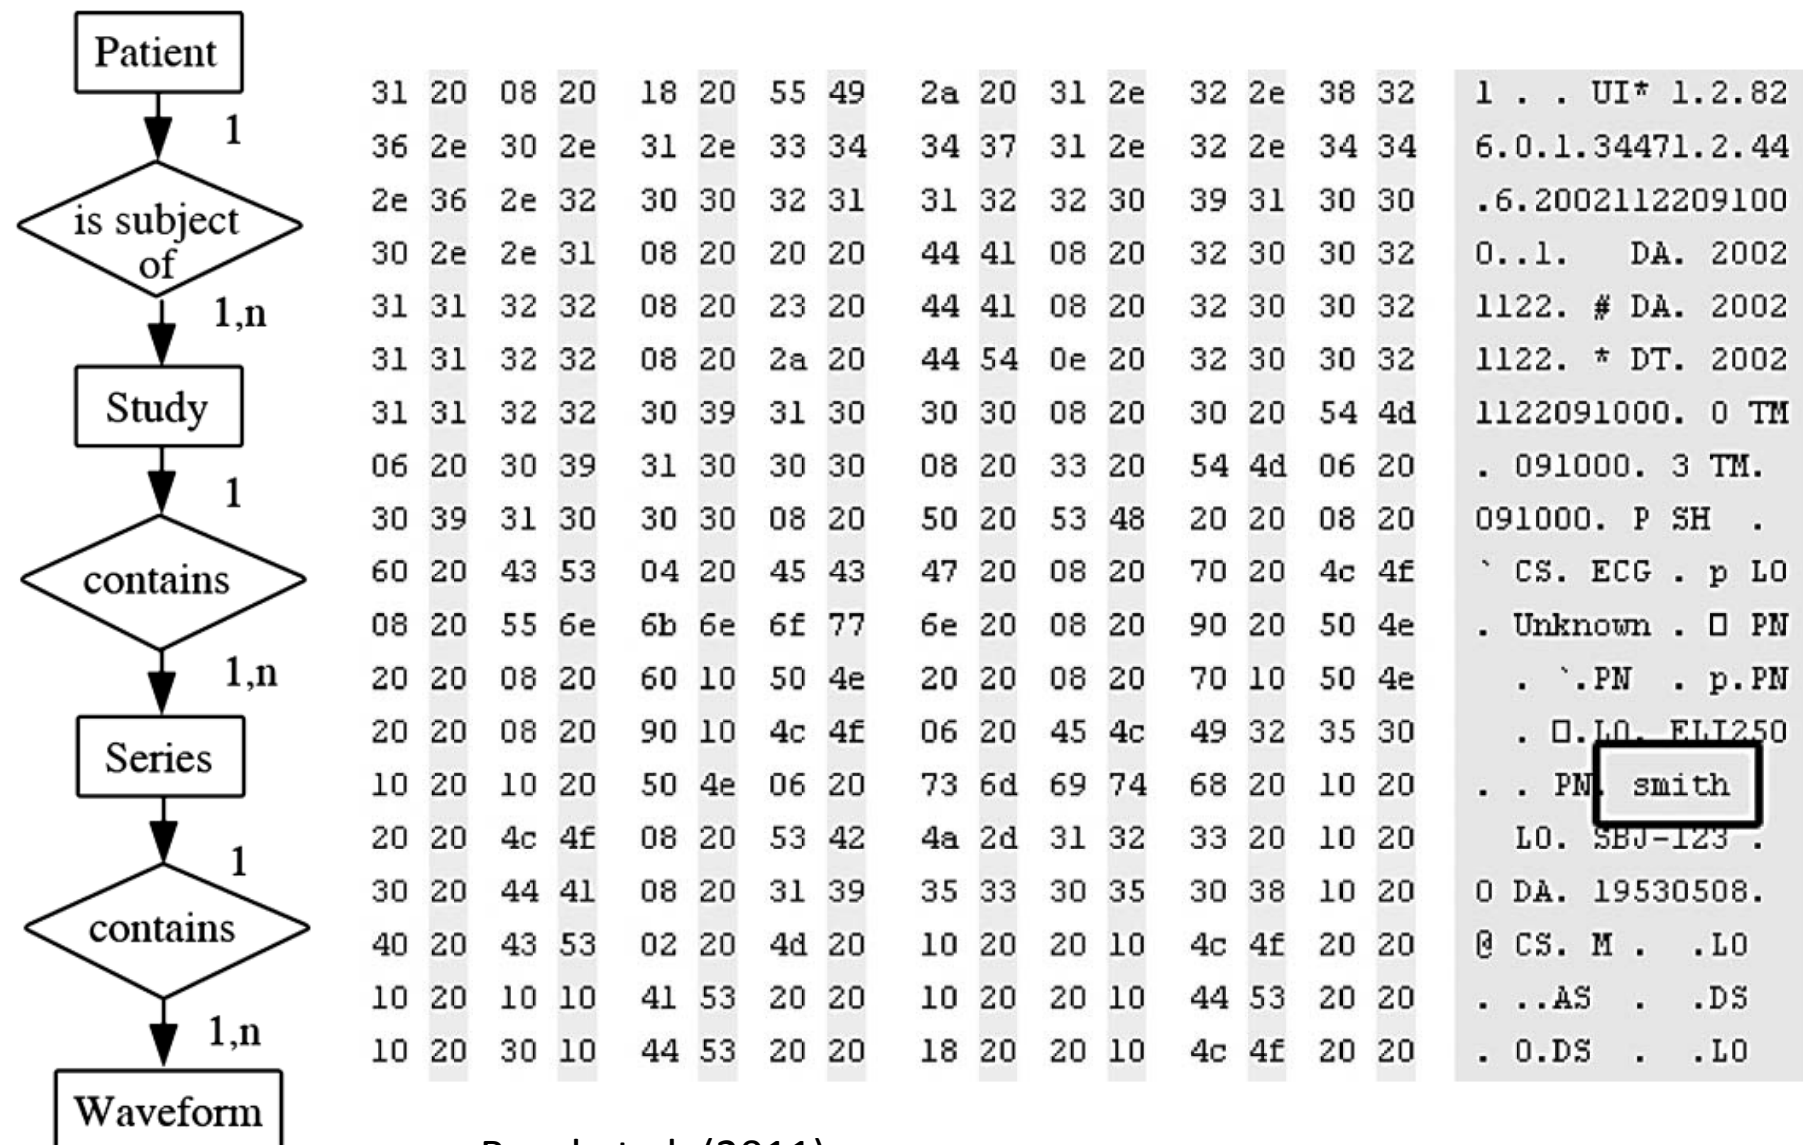 Patient
1
is subject
of
1,n
Study
1
contains
1,n
Series
1
contains
1,n
Waveform
31 20 08 20 18 20 55 49 2a 20 31 2e 32 2e 38 32 1 . . UI* 1.2.82
36 2e 30 2e 31 2e 33 34 34 37 31 2e 32 2e 34 34 6.0.1.34471.2.44
2e 36 2e 32 30 30 32 31 31 32 32 30 39 31 30 30 .6.2002112209100
30 2e 2e 31 08 20 20 20 44 41 08 20 32 30 30 32 0..1. DA. 2002
31 31 32 32 08 20 23 20 44 41 08 20 32 30 30 32 1122. # DA. 2002
31 31 32 32 08 20 2a 20 44 54 0e 20 32 30 30 32 1122. * DT. 2002
31 31 32 32 30 39 31 30 30 30 08 20 30 20 54 4d 1122091000. 0 TM
06 20 30 39 31 30 30 30 08 20 33 20 54 4d 06 20 . 091000. 3 TM.
30 39 31 30 30 30 08 20 50 20 53 48 20 20 08 20 091000. P SH .
60 20 43 53 04 20 45 43 47 20 08 20 70 20 4c 4f ` CS. ECG . p LO
08 20 55 6e 6b 6e 6f 77 6e 20 08 20 90 20 50 4e . Unknown . □ PN
20 20 08 20 60 10 50 4e 20 20 08 20 70 10 50 4e . `.PN . p.PN
20 20 08 20 90 10 4c 4f 06 20 45 4c 49 32 35 30 . □.LO. ELI250
10 20 10 20 50 4e 06 20 73 6d 69 74 68 20 10 20 . . PN. smith
20 20 4c 4f 08 20 53 42 4a 2d 31 32 33 20 10 20 LO. SBJ-123 .
30 20 44 41 08 20 31 39 35 33 30 35 30 38 10 20 0 DA. 19530508.
40 20 43 53 02 20 4d 20 10 20 20 10 4c 4f 20 20 @ CS. M . .LO
10 20 10 10 41 53 20 20 10 20 20 10 44 53 20 20 . ..AS . .DS
10 20 30 10 44 53 20 20 18 20 20 10 4c 4f 20 20 . 0.DS . .LO